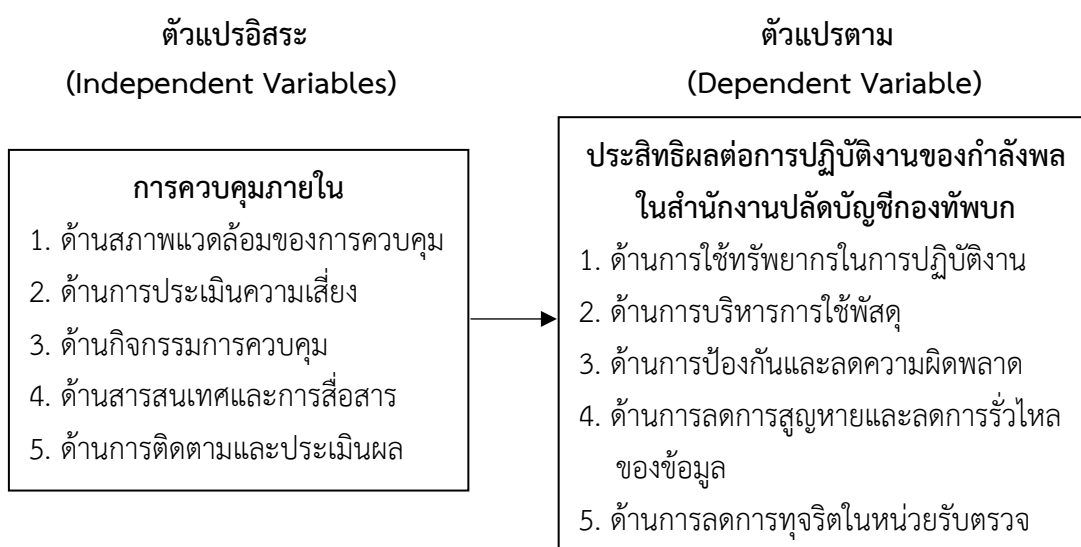 ตัวแปรอิสระ
(Independent Variables)
ตัวแปรตาม
(Dependent Variable)
การควบคุมภายใน
1. ด้านสภาพแวดล้อมของการควบคุม
2. ด้านการประเมินความเสี่ยง
3. ด้านกิจกรรมการควบคุม
4. ด้านสารสนเทศและการสื่อสาร
5. ด้านการติดตามและประเมินผล
ประสิทธิผลต่อการปฏิบัติงานของกำลังพล
ในสำนักงานปลัดบัญชีกองทัพบก
1. ด้านการใช้ทรัพยากรในการปฏิบัติงาน
2. ด้านการบริหารการใช้พัสดุ
3. ด้านการป้องกันและลดความผิดพลาด
4. ด้านการลดการสูญหายและลดการรั่วไหล
ของข้อมูล
5. ด้านการลดการทุจริตในหน่วยรับตรวจ